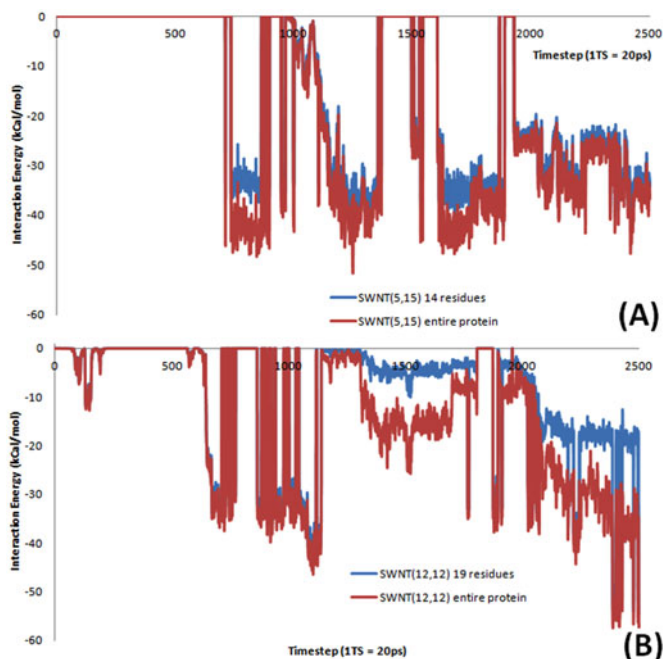 0 500 1000 1500 2000 2500
Timestep (1TS = 20ps)
-10
-20
-30
-40
-50
-60
Interaction Energy (kCal/mol)
SWNT(5,15) 14 residues
SWNT(5,15) entire protein
(A)
0
0 500 1000 1500 2000 2500
-10
-20
-30
-40
-50
-60
Interaction Energy (kCal/mol)
SWNT(12,12) 19 residues
SWNT(12,12) entire protein
Timestep (1TS = 20ps)
(B)